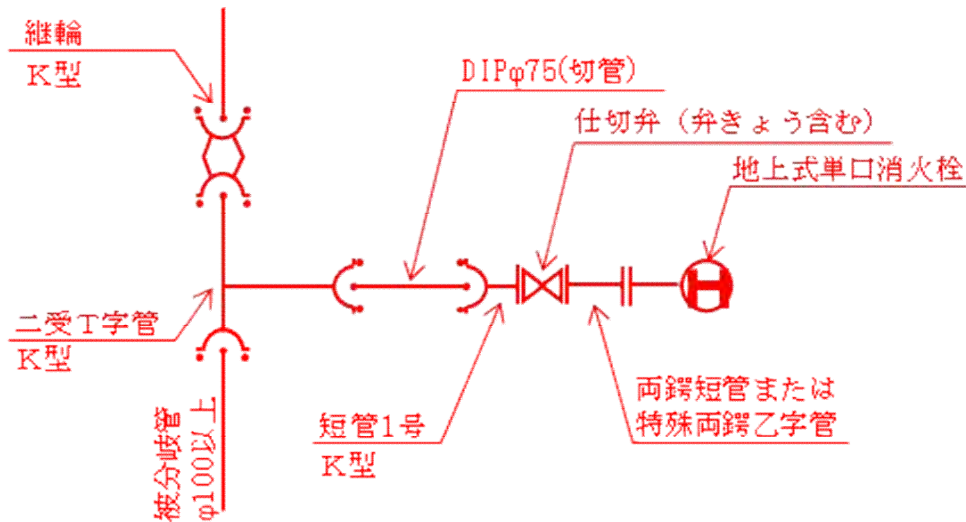 継輪
K型
DIPφ75(切管)
仕切弁（弁きょう含む）
地上式単口消火栓
二受T字管
K型
被分岐管
φ100以上
短管1号
K型
両鍔短管または
特殊両鍔乙字管
H